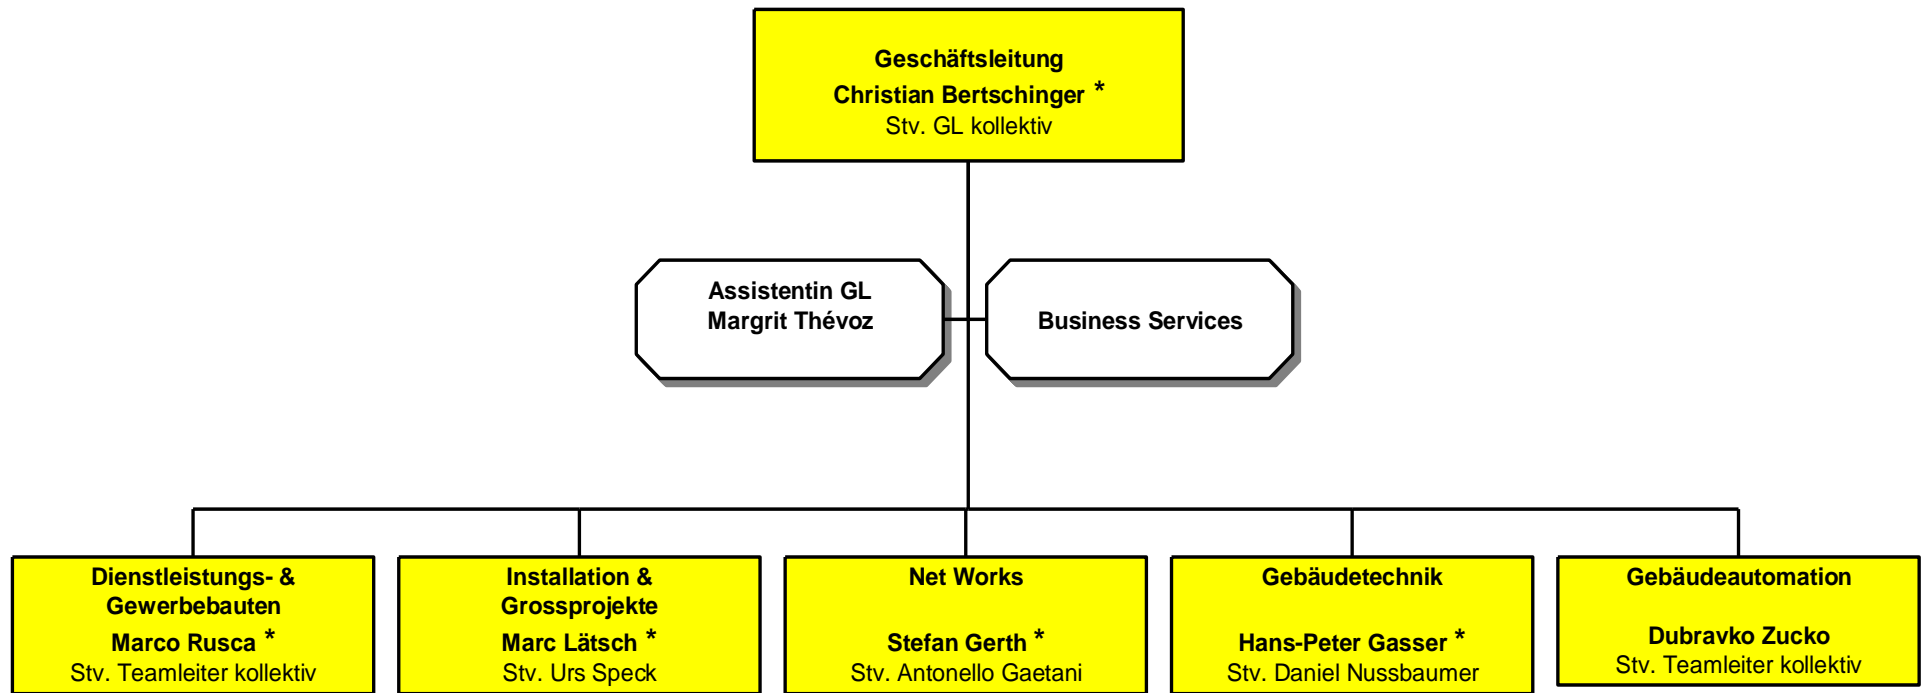 Geschäftsleitung
Christian Bertschinger *
Stv. GL kollektiv
Assistentin GL
Margrit Thévoz
Business Services
Dienstleistungs- &
Gewerbebauten
Marco Rusca *
Stv. Teamleiter kollektiv
Installation &
Grossprojekte
Marc Lätsch *
Stv. Urs Speck
Net Works
Stefan Gerth *
Stv. Antonello Gaetani
Gebäudetechnik
Hans-Peter Gasser *
Stv. Daniel Nussbaumer
Gebäudeautomation
Dubravko Zucko
Stv. Teamleiter kollektiv